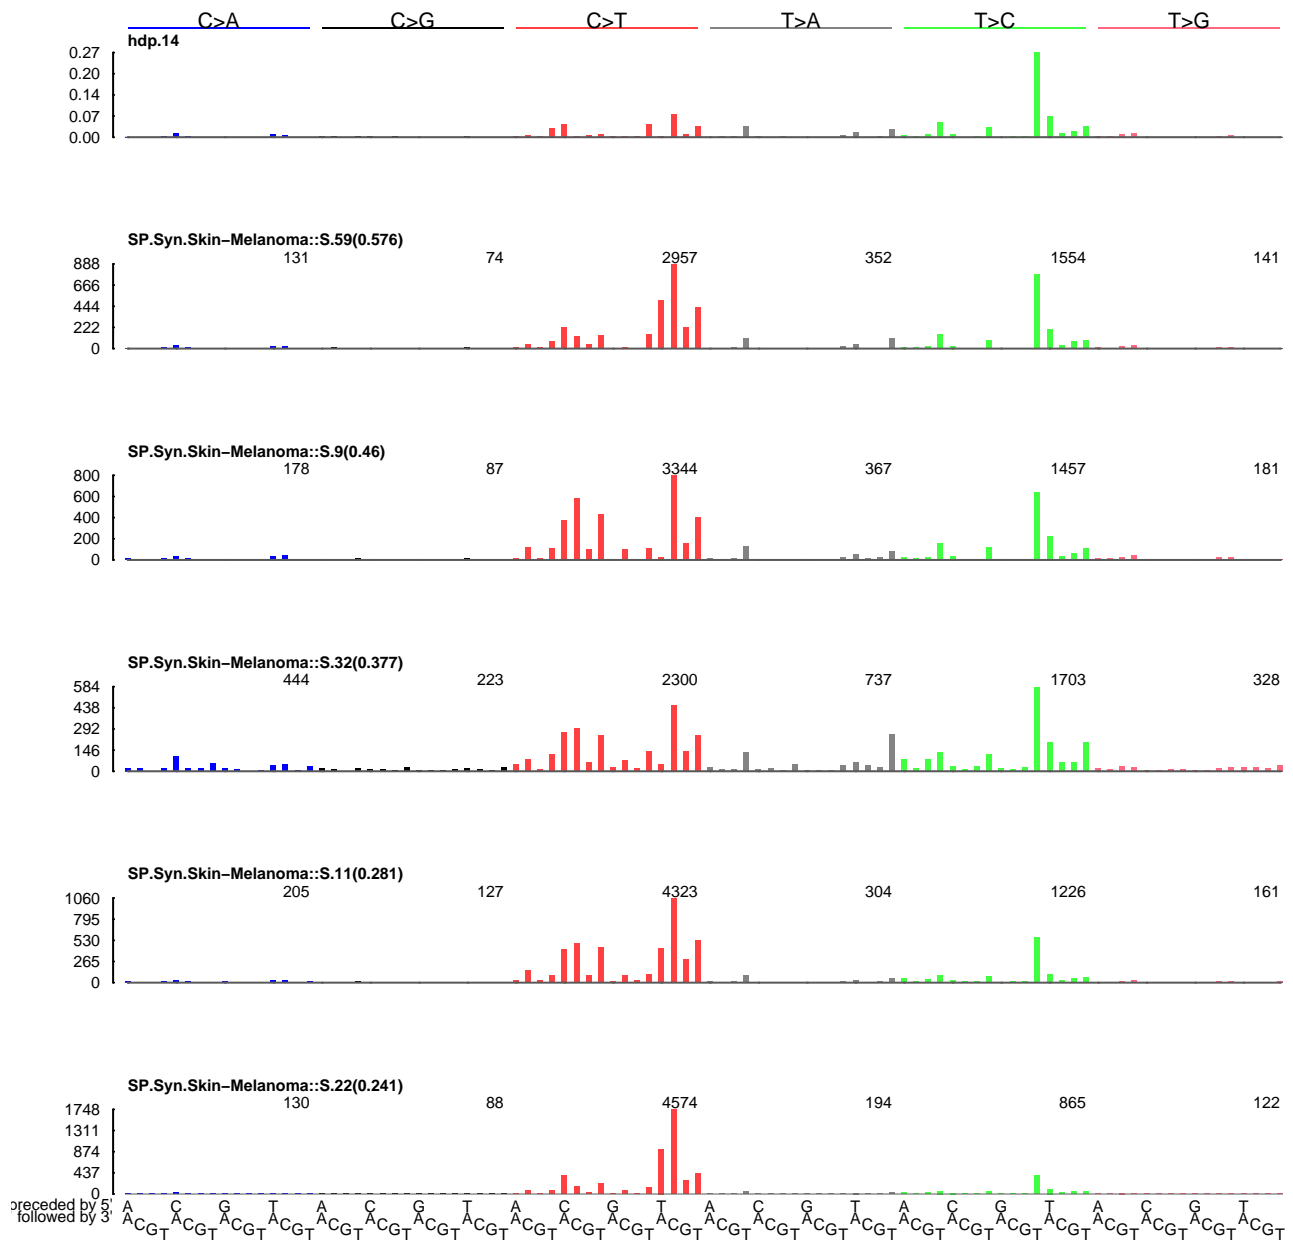 C>A C>G C>T T>A T>C T>G
hdp.14
0.27
0.20
0.14
0.07
0.00
SP.Syn.Skin−Melanoma::S.59(0.576)
131 74 2957 352 1554 141
888
666
444
222
0
SP.Syn.Skin−Melanoma::S.9(0.46)
178 87 3344 367 1457 181
800
600
400
200
0
SP.Syn.Skin−Melanoma::S.32(0.377)
444 223 2300 737 1703 328
584
438
292
146
0
SP.Syn.Skin−Melanoma::S.11(0.281)
205 127 4323 304 1226 161
1060
795
530
265
0
SP.Syn.Skin−Melanoma::S.22(0.241)
130 88 4574 194 865 122
1748
1311
874
437
0
preceded by 5' A C G T A C G T A C G T A C G T A C G T A C G T
followed by 3' A C G T A C G T A C G T A C G T A C G T A C G T A C G T A C G T A C G T A C G T A C G T A C G T A C G T A C G T A C G T A C G T A C G T A C G T A C G T A C G T A C G T A C G T A C G T A C G T